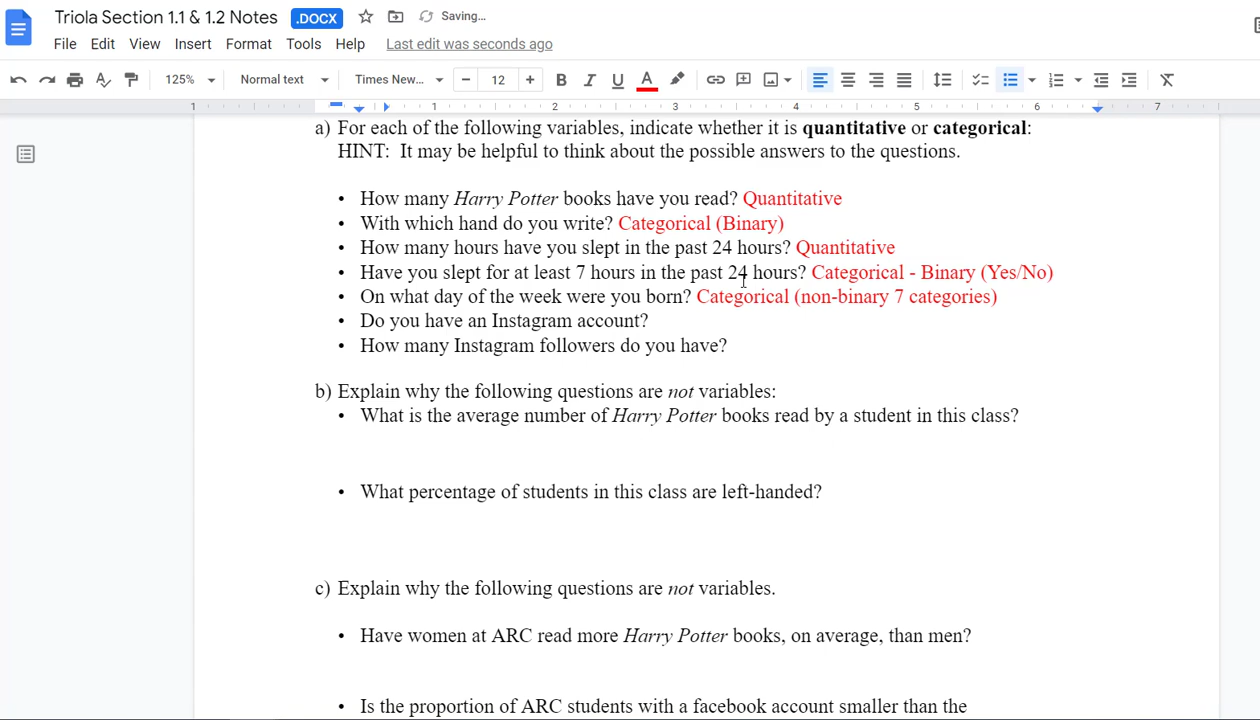 Triola Section 1.1 & 1.2 Notes .DOCX Saving...
File Edit View Insert Format Tools Help Last edit was seconds ago
125% Normal text Times New... − 12 + B I U A
1 1 2 3 4 5 6 7
a) For each of the following variables, indicate whether it is quantitative or categorical:
HINT: It may be helpful to think about the possible answers to the questions.
• How many Harry Potter books have you read? Quantitative
• With which hand do you write? Categorical (Binary)
• How many hours have you slept in the past 24 hours? Quantitative
• Have you slept for at least 7 hours in the past 24 hours? Categorical - Binary (Yes/No)
• On what day of the week were you born? Categorical (non-binary 7 categories)
• Do you have an Instagram account?
• How many Instagram followers do you have?
b) Explain why the following questions are not variables:
• What is the average number of Harry Potter books read by a student in this class?
• What percentage of students in this class are left-handed?
c) Explain why the following questions are not variables.
• Have women at ARC read more Harry Potter books, on average, than men?
• Is the proportion of ARC students with a facebook account smaller than the